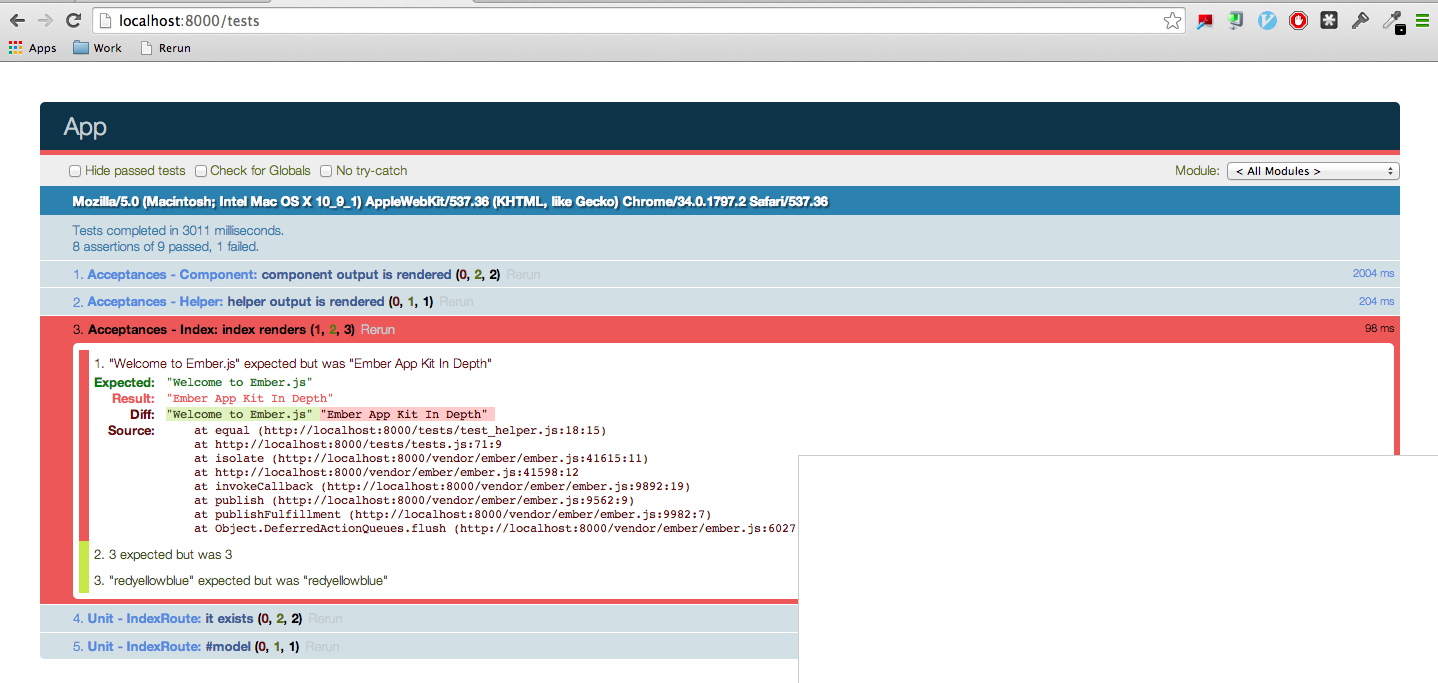 localhost:8000/tests
Apps Work Rerun
App
Hide passed tests Check for Globals No try-catch Module: < All Modules >
Mozilla/5.0 (Macintosh; Intel Mac OS X 10_9_1) AppleWebKit/537.36 (KHTML, like Gecko) Chrome/34.0.1797.2 Safari/537.36
Tests completed in 3011 milliseconds.
8 assertions of 9 passed, 1 failed.
1. Acceptances - Component: component output is rendered (0, 2, 2) Rerun 2004 ms
2. Acceptances - Helper: helper output is rendered (0, 1, 1) Rerun 204 ms
3. Acceptances - Index: index renders (1, 2, 3) Rerun 98 ms
1. "Welcome to Ember.js" expected but was "Ember App Kit In Depth"
Expected: "Welcome to Ember.js"
Result: "Ember App Kit In Depth"
Diff: "Welcome to Ember.js" "Ember App Kit In Depth"
Source: at equal (http://localhost:8000/tests/test_helper.js:18:15)
at http://localhost:8000/tests/tests.js:71:9
at isolate (http://localhost:8000/vendor/ember/ember.js:41615:11)
at http://localhost:8000/vendor/ember/ember.js:41598:12
at invokeCallback (http://localhost:8000/vendor/ember/ember.js:9892:19)
at publish (http://localhost:8000/vendor/ember/ember.js:9562:9)
at publishFulfillment (http://localhost:8000/vendor/ember/ember.js:9982:7)
at Object.DeferredActionQueues.flush (http://localhost:8000/vendor/ember/ember.js:6027
2. 3 expected but was 3
3. "redyellowblue" expected but was "redyellowblue"
4. Unit - IndexRoute: it exists (0, 2, 2) Rerun
5. Unit - IndexRoute: #model (0, 1, 1) Rerun